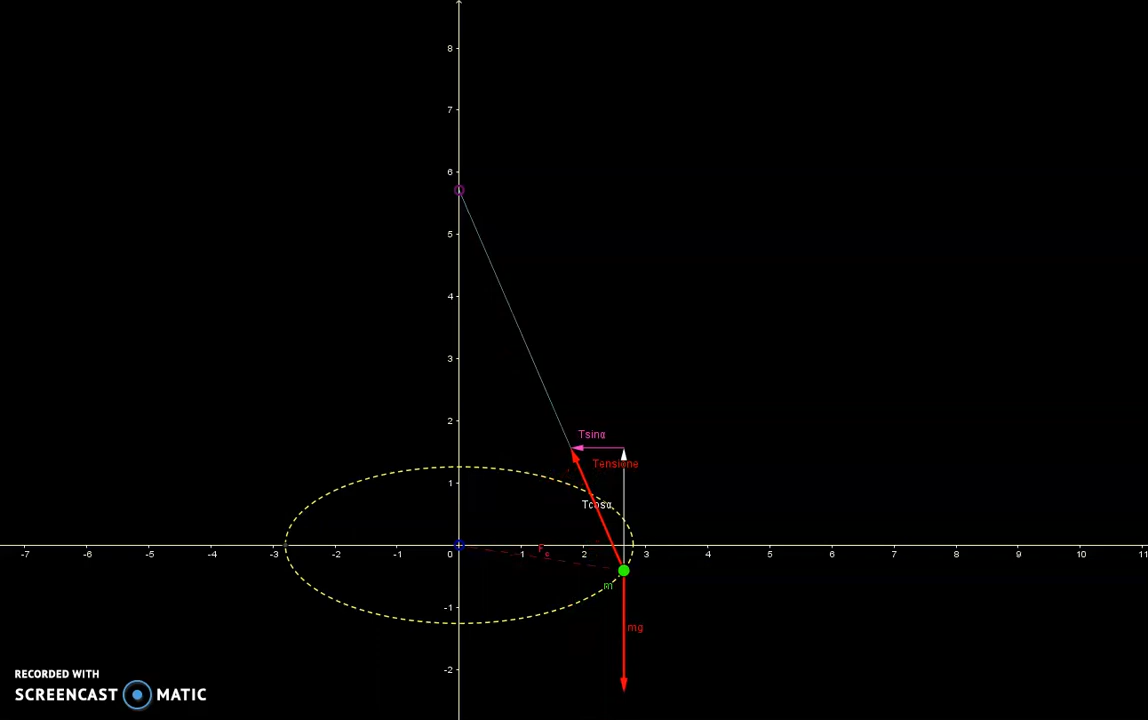 8
7
6
5
4
3
2
Tsinα
Tensione
1
Tcosα
F c
-7 -6 -5 -4 -3 -2 -1 0 1 2 3 4 5 6 7 8 9 10 11
m
-1
mg
-2
RECORDED WITH
SCREENCAST MATIC